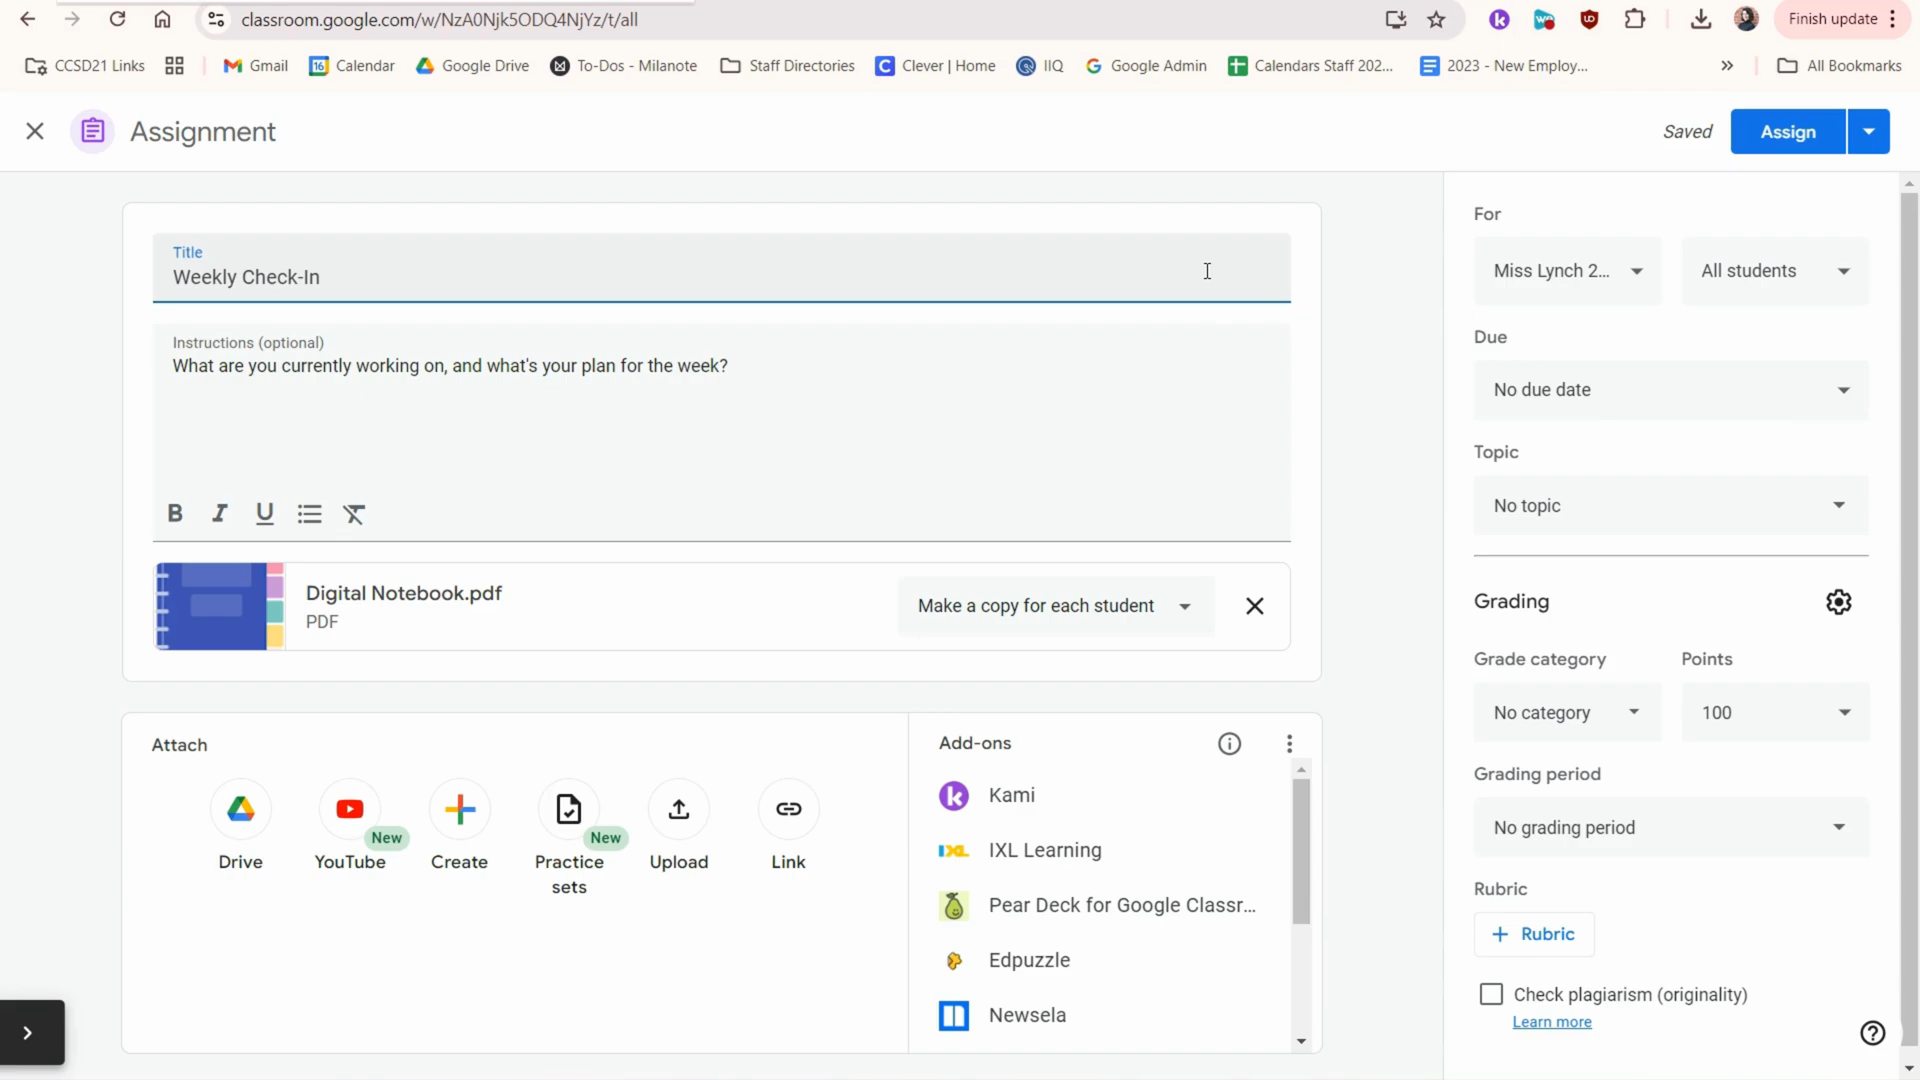 classroom.google.com/w/NzA0Njk5ODQ4NjYz/t/all
Finish update
CCSD21 Links
Gmail
16
Calendar
Google Drive
To-Dos - Milanote
Staff Directories
Clever | Home
IIQ
Google Admin
Calendars Staff 202...
2023 - New Employ...
All Bookmarks
Assignment
Saved
Assign
Title
Weekly Check-In
Instructions (optional)
What are you currently working on, and what's your plan for the week?
Digital Notebook.pdf
PDF
Make a copy for each student
Attach
Drive
New
YouTube
Create
New
Practice
sets
Upload
Link
Add-ons
Kami
IXL Learning
Pear Deck for Google Classr...
Edpuzzle
Newsela
For
Miss Lynch 2...
All students
Due
No due date
Topic
No topic
Grading
Grade category
Points
No category
100
Grading period
No grading period
Rubric
+ Rubric
Check plagiarism (originality)
Learn more